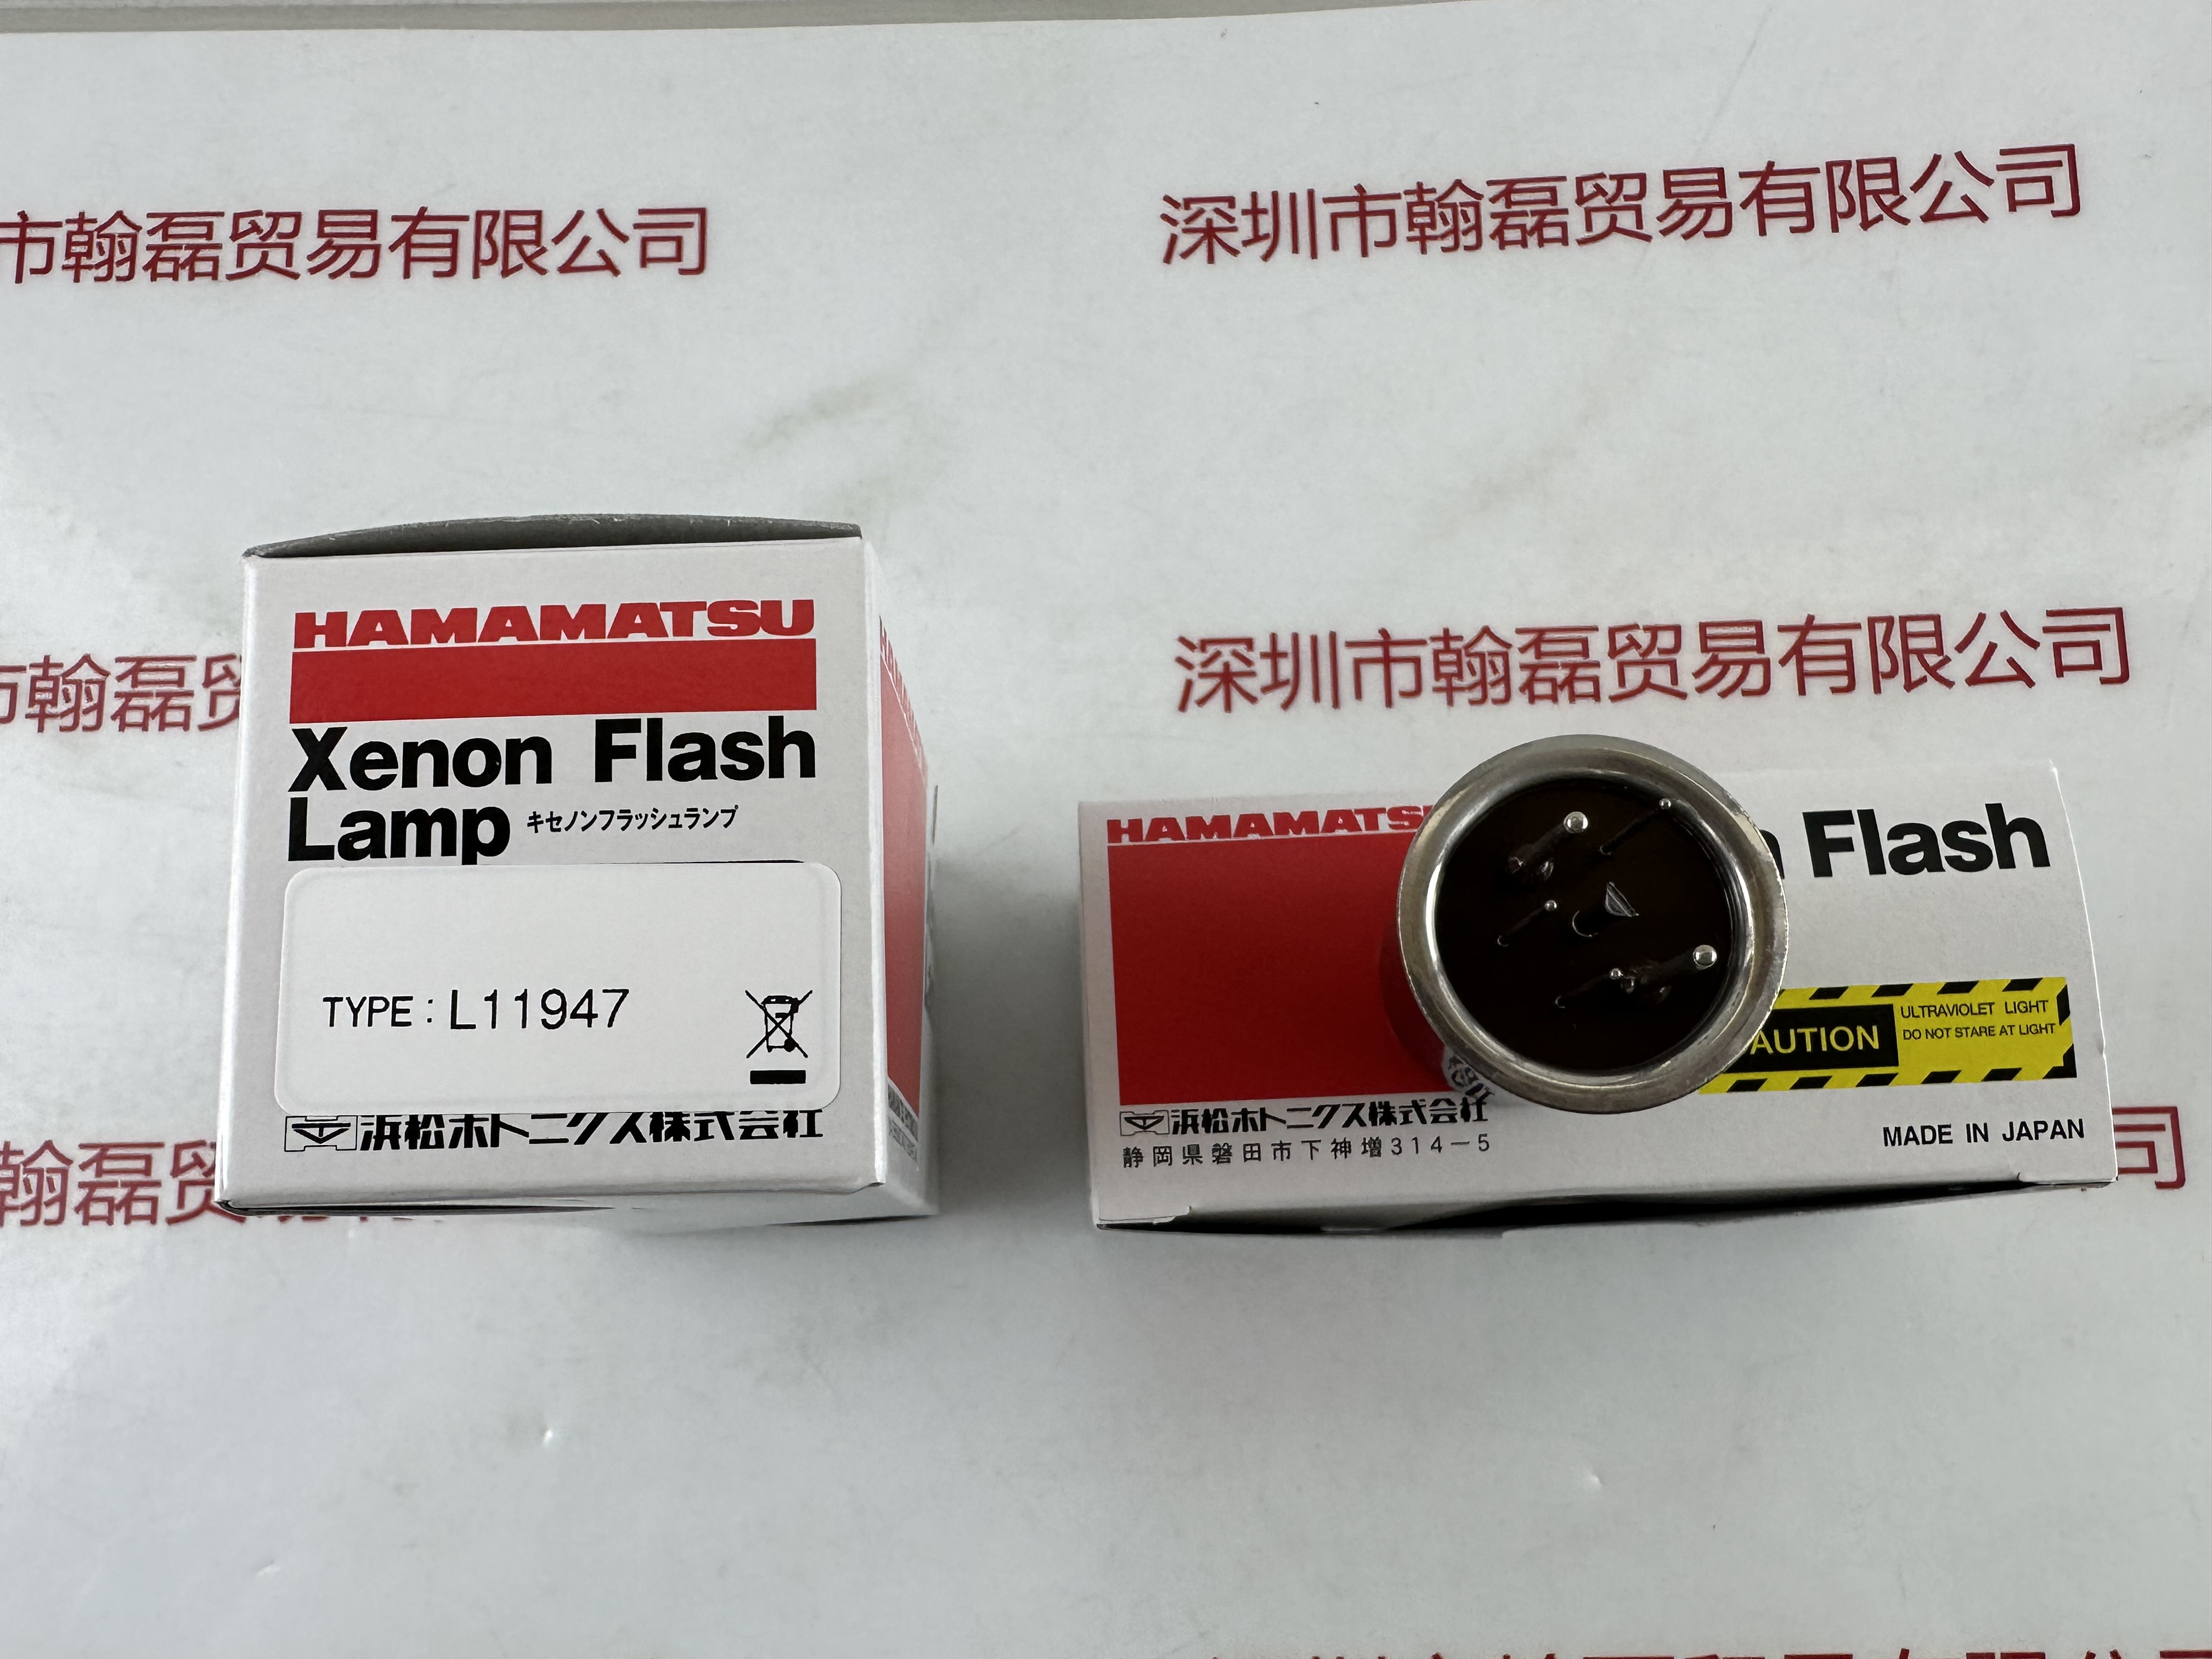 市翰磊贸易有限公司
深圳市翰磊贸易有限公司
深圳市翰磊贸易有限公司
翰磊贸
HAMAMATSU
Xenon Flash
Lamp キセノンフラッシュランプ
TYPE : L11947
浜松ホトニクス株式会社
HAMAMATSU
Flash
AUTION
ULTRAVIOLET LIGHT
DO NOT STARE AT LIGHT
浜松ホトニクス株式会社
静岡県磐田市下神増314-5
MADE IN JAPAN
翰磊贸
司